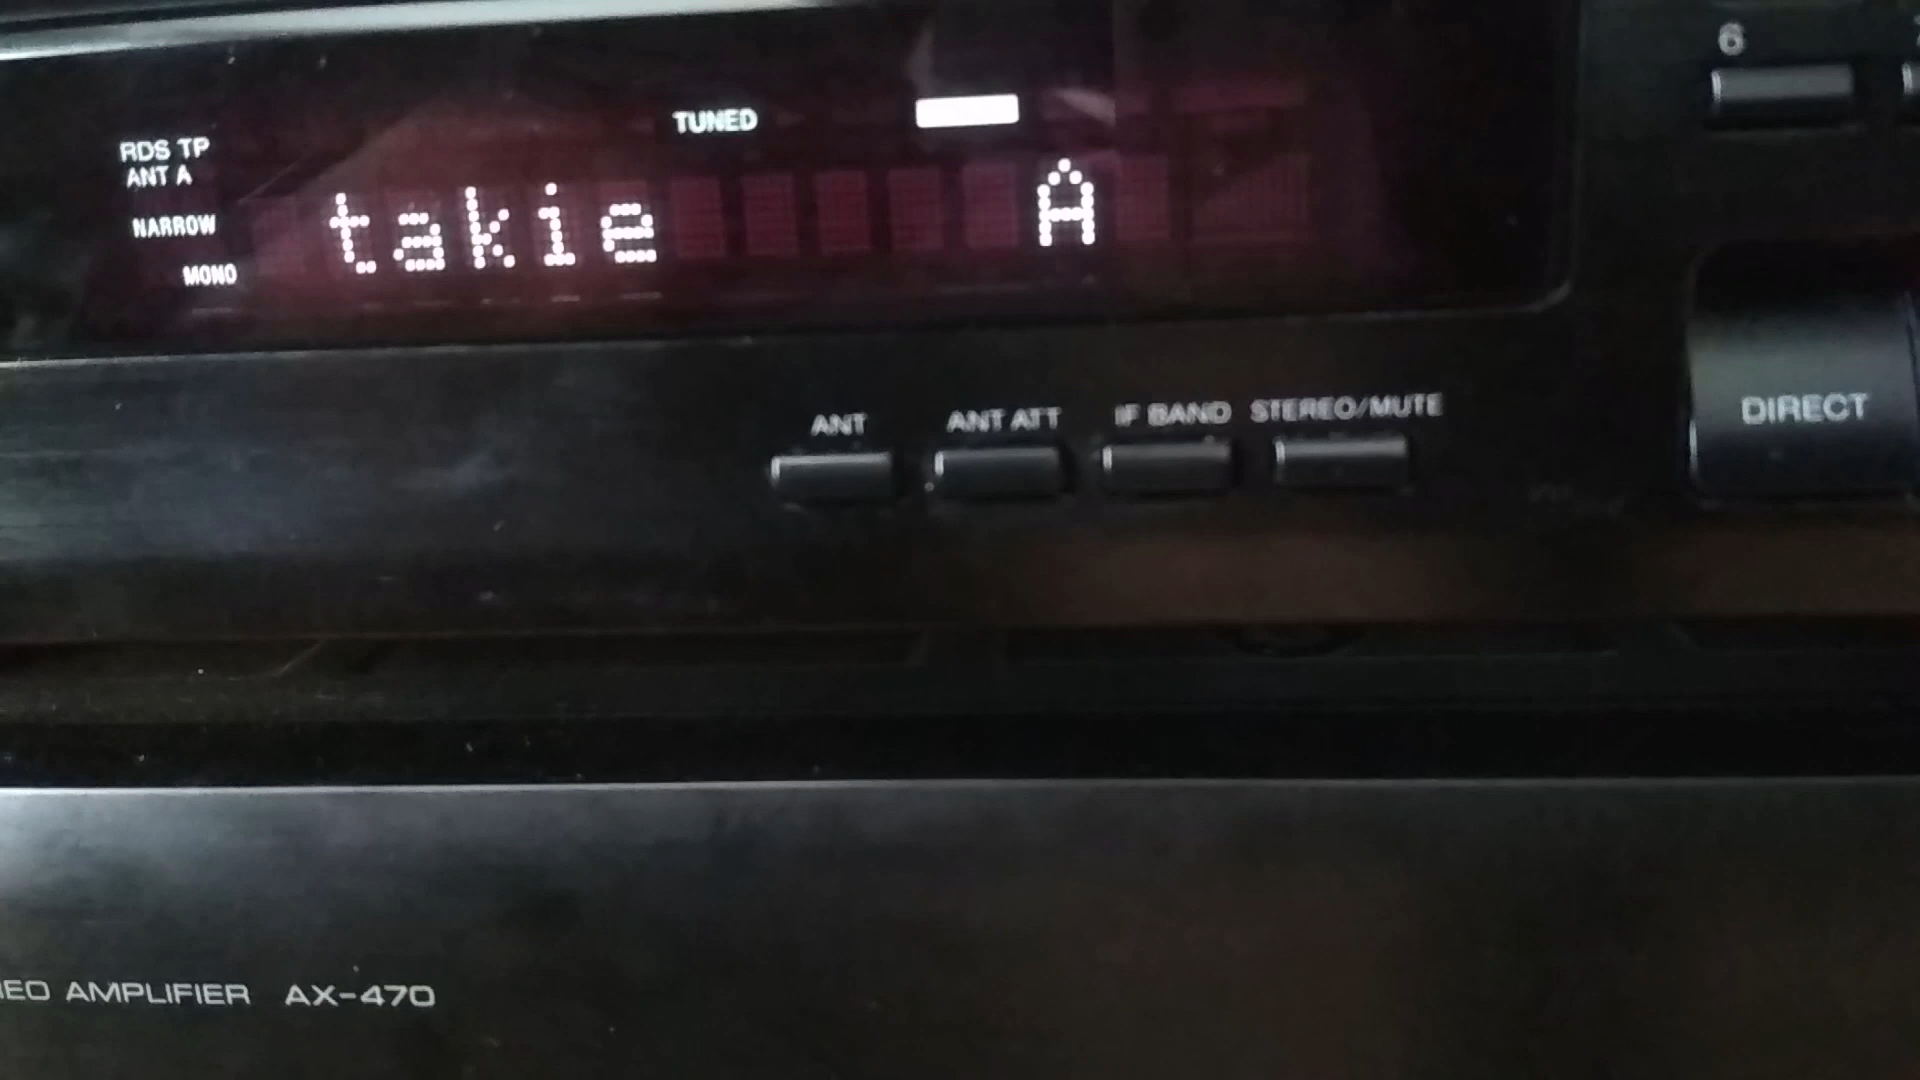 TUNED
RDS TP
ANT A
NARROW
MONO
takie A
6
ANT ANT ATT IF BAND STEREO/MUTE
DIRECT
AMPLIFIER AX-470